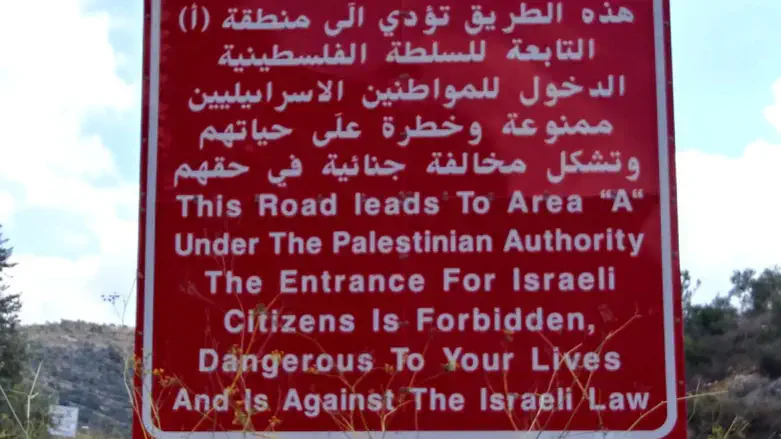 هذه الطريق تؤدي الى منطقة (أ)
التابعة للسلطة الفلسطينية
الدخول للمواطنين الاسراييليين
ممنوعة وخطرة على حياتهم
وتشكل مخالفة جنائية في حقهم
This Road leads To Area "A"
Under The Palestinian Authority
The Entrance For Israeli
Citizens Is Forbidden,
Dangerous To Your Lives
And Is Against The Israeli Law